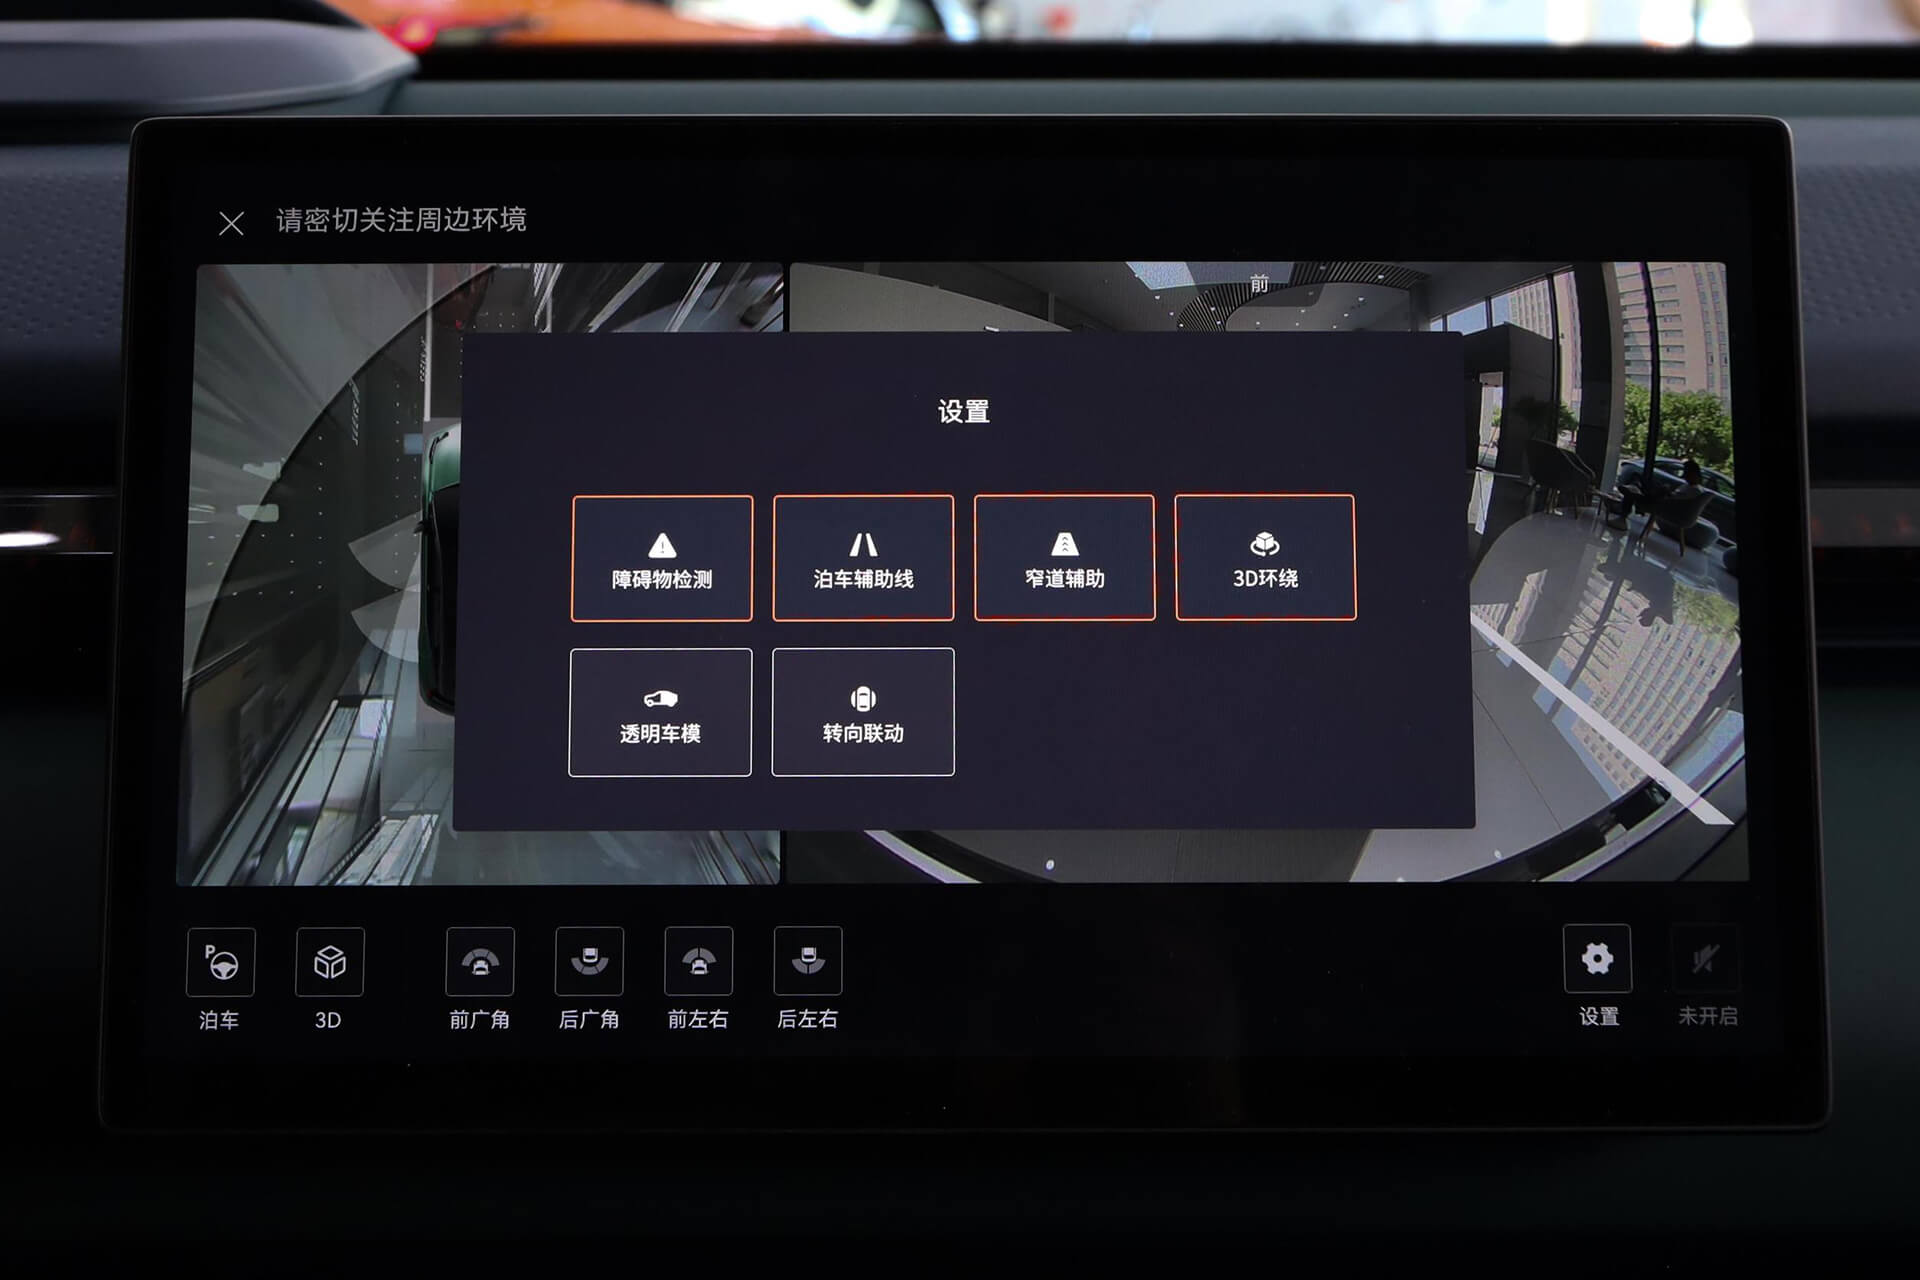 请密切关注周边环境
前
设置
障碍物检测
泊车辅助线
窄道辅助
3D环绕
透明车模
转向联动
P
泊车
3D
前广角
后广角
前左右
后左右
设置
未开启